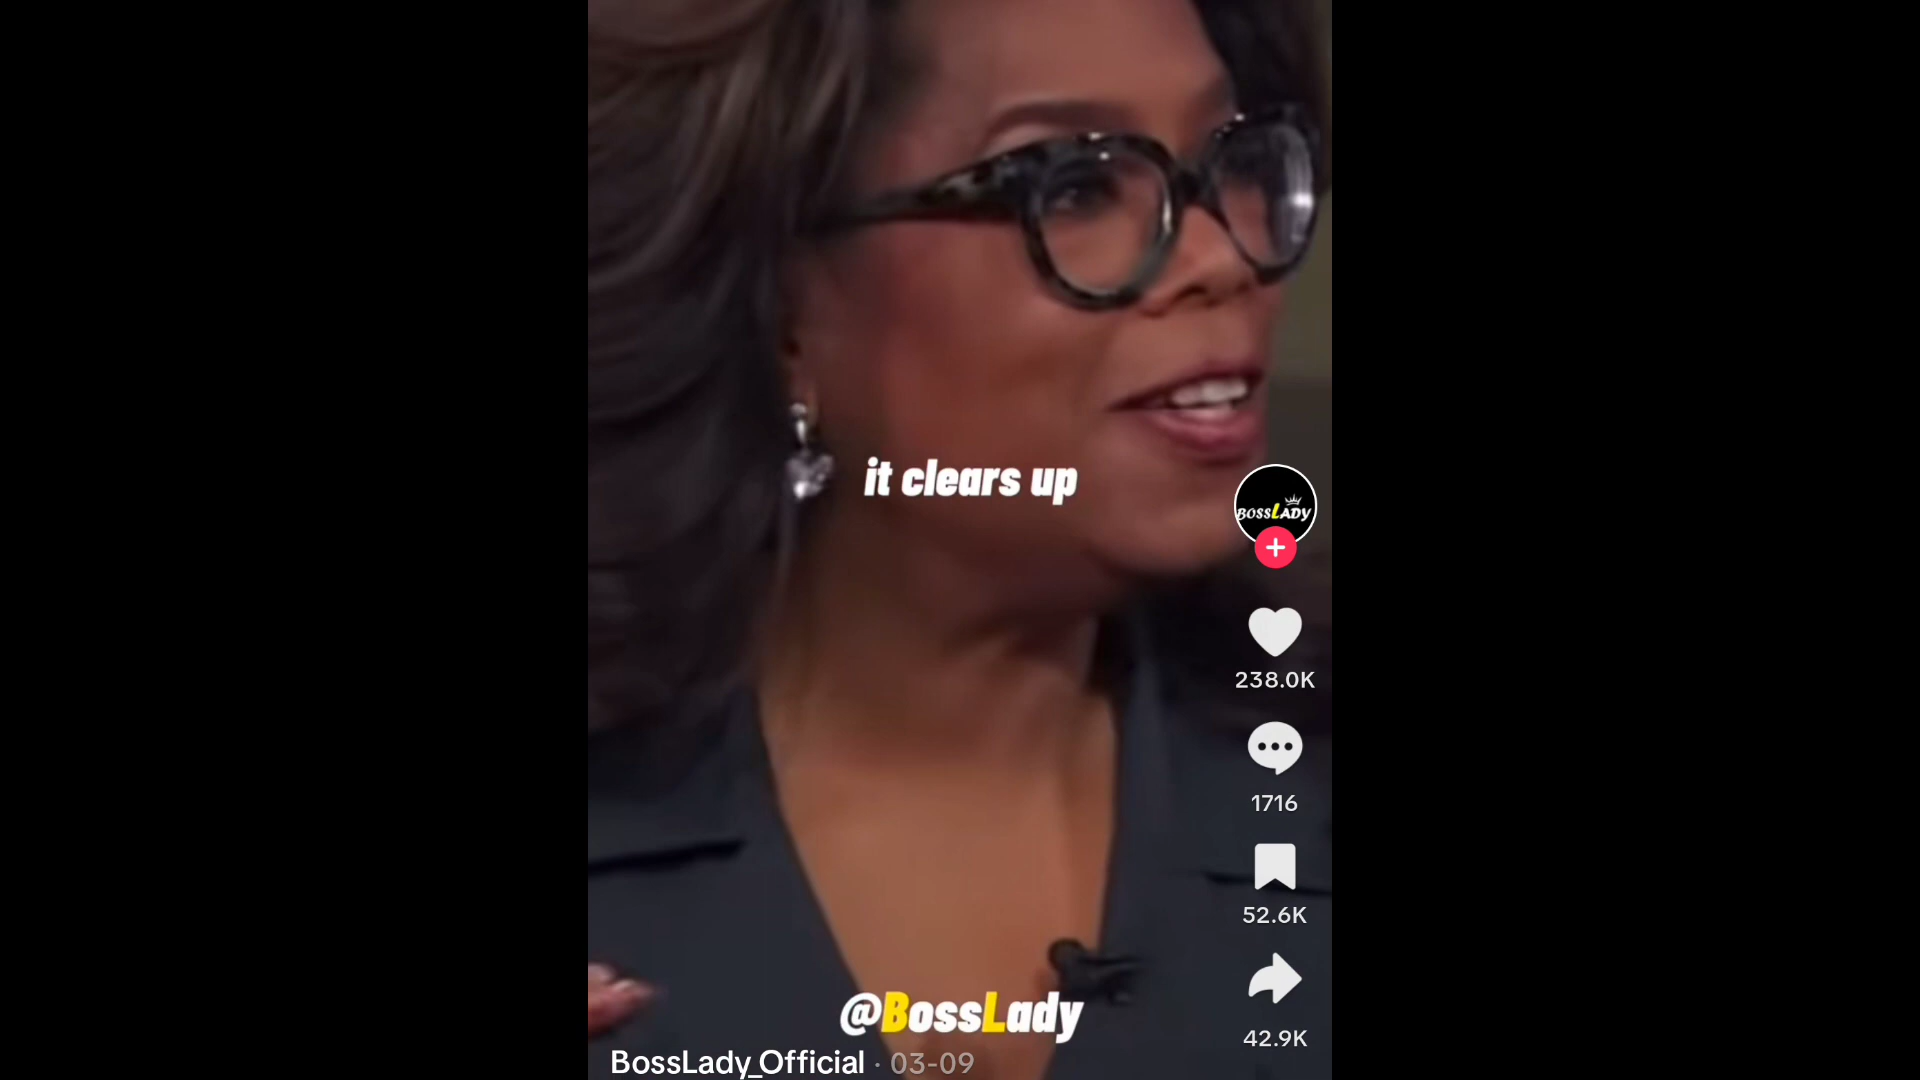 it clears up
BOSSLADY
238.0K
1716
52.6K
42.9K
@BossLady
BossLady_Official · 03-09